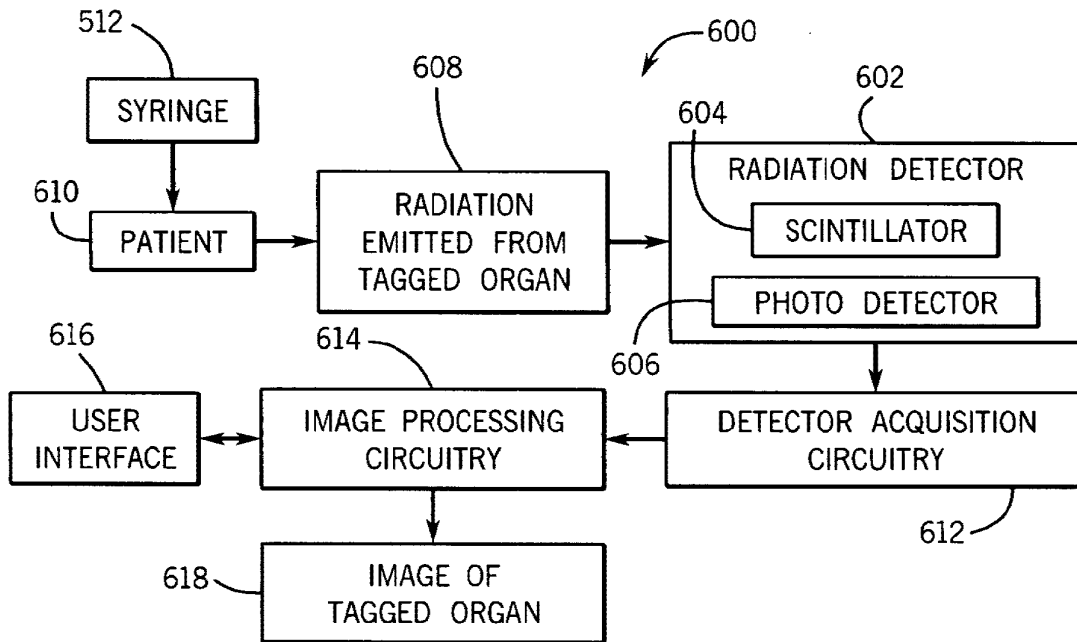 600
512
608
602
SYRINGE
604
RADIATION DETECTOR
610
RADIATION
EMITTED FROM
TAGGED ORGAN
SCINTILLATOR
PATIENT
PHOTO DETECTOR
616
614
606
USER
INTERFACE
IMAGE PROCESSING
CIRCUITRY
DETECTOR ACQUISITION
CIRCUITRY
612
618
IMAGE OF
TAGGED ORGAN